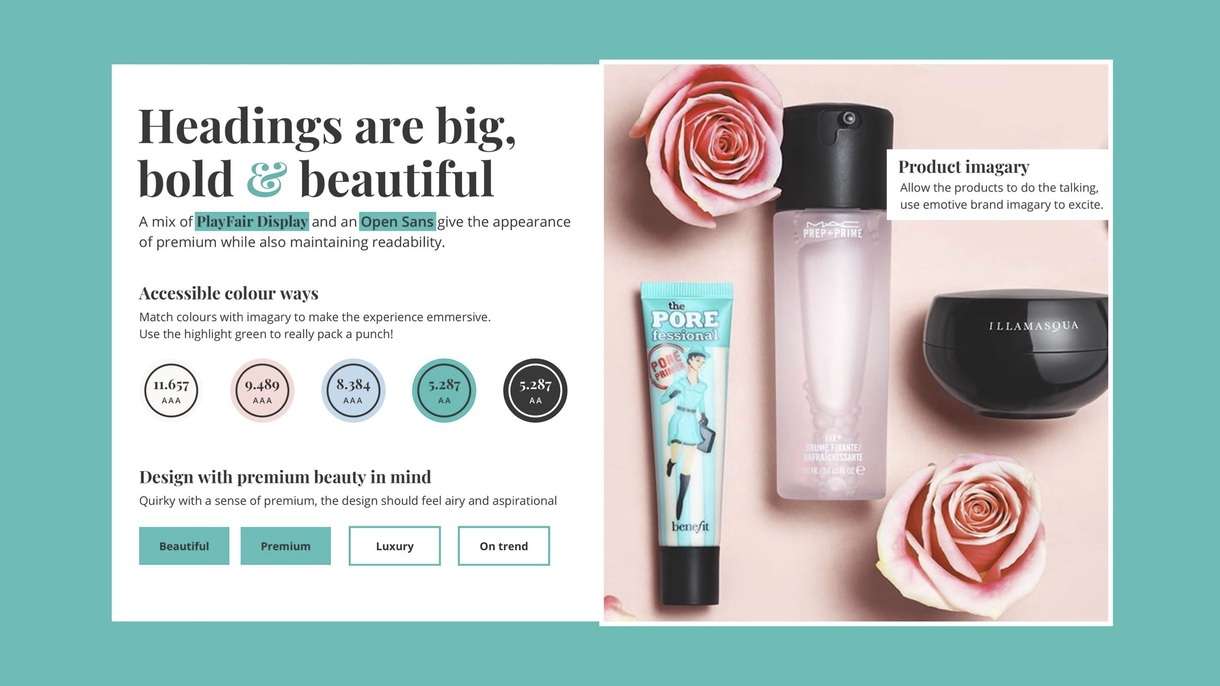 Headings are big,
bold & beautiful
A mix of PlayFair Display and an Open Sans give the appearance
of premium while also maintaining readability.
Accessible colour ways
Match colours with imagary to make the experience emmersive.
Use the highlight green to really pack a punch!
11.657
AAA
9.489
AAA
8.384
AAA
5.287
AA
5.287
AA
Design with premium beauty in mind
Quirky with a sense of premium, the design should feel airy and aspirational
Beautiful
Premium
Luxury
On trend
Product imagary
Allow the products to do the talking,
use emotive brand imagary to excite.
MAC
PREP+PRIME
FIX+
BRUME FIXANTE/
RAFRAÎCHISSANTE
the
PORE
fessional
PORE
PRIMER
benefit
ILLAMASQUA